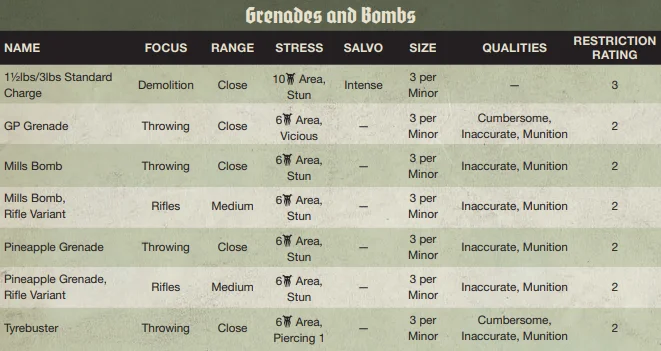 Grenades and Bombs
NAME FOCUS RANGE STRESS SALVO SIZE QUALITIES RESTRICTION RATING
1½lbs/3lbs Standard Charge Demolition Close 10 Area, Stun Intense 3 per Minor — 3
GP Grenade Throwing Close 6 Area, Vicious — 3 per Minor Cumbersome, Inaccurate, Munition 2
Mills Bomb Throwing Close 6 Area, Stun — 3 per Minor Inaccurate, Munition 2
Mills Bomb, Rifle Variant Rifles Medium 6 Area, Stun — 3 per Minor Inaccurate, Munition 2
Pineapple Grenade Throwing Close 6 Area, Stun — 3 per Minor Inaccurate, Munition 2
Pineapple Grenade, Rifle Variant Rifles Medium 6 Area, Stun — 3 per Minor Inaccurate, Munition 2
Tyrebuster Throwing Close 6 Area, Piercing 1 — 3 per Minor Cumbersome, Inaccurate, Munition 2